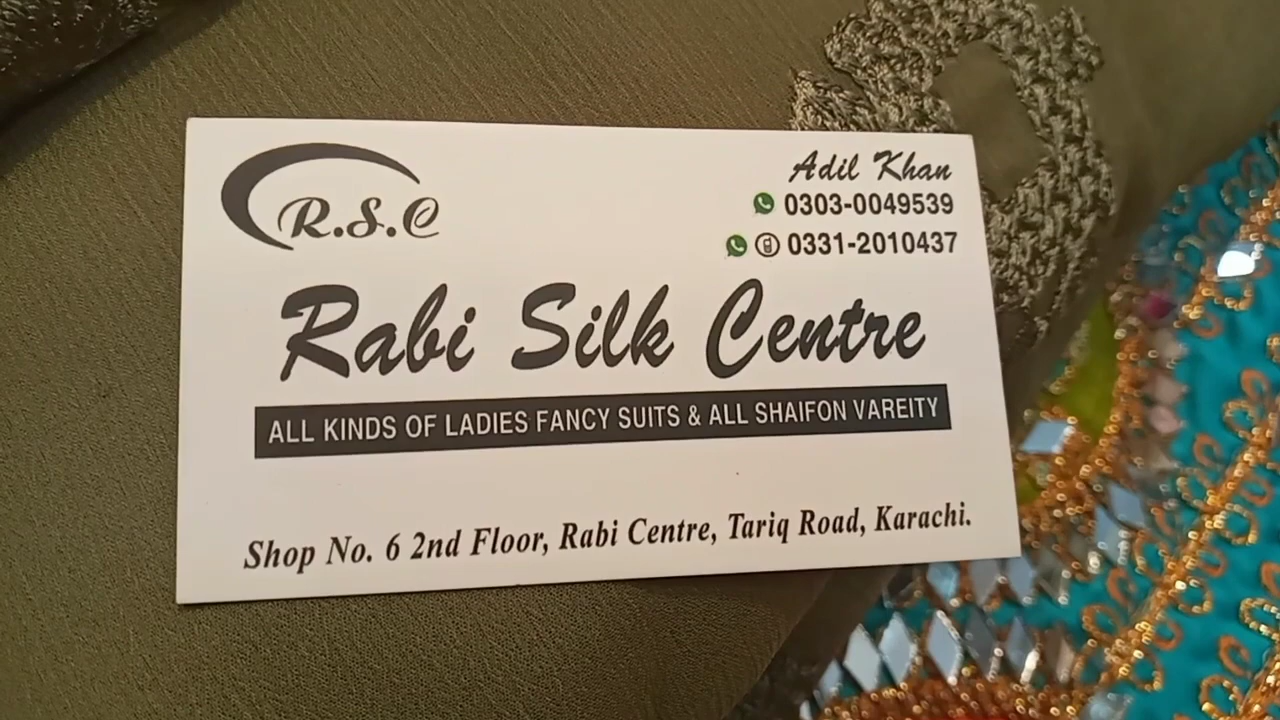 R.S.C
Adil Khan
0303-0049539
0331-2010437
Rabi Silk Centre
ALL KINDS OF LADIES FANCY SUITS & ALL SHAIFON VAREITY
Shop No. 6 2nd Floor, Rabi Centre, Tariq Road, Karachi.